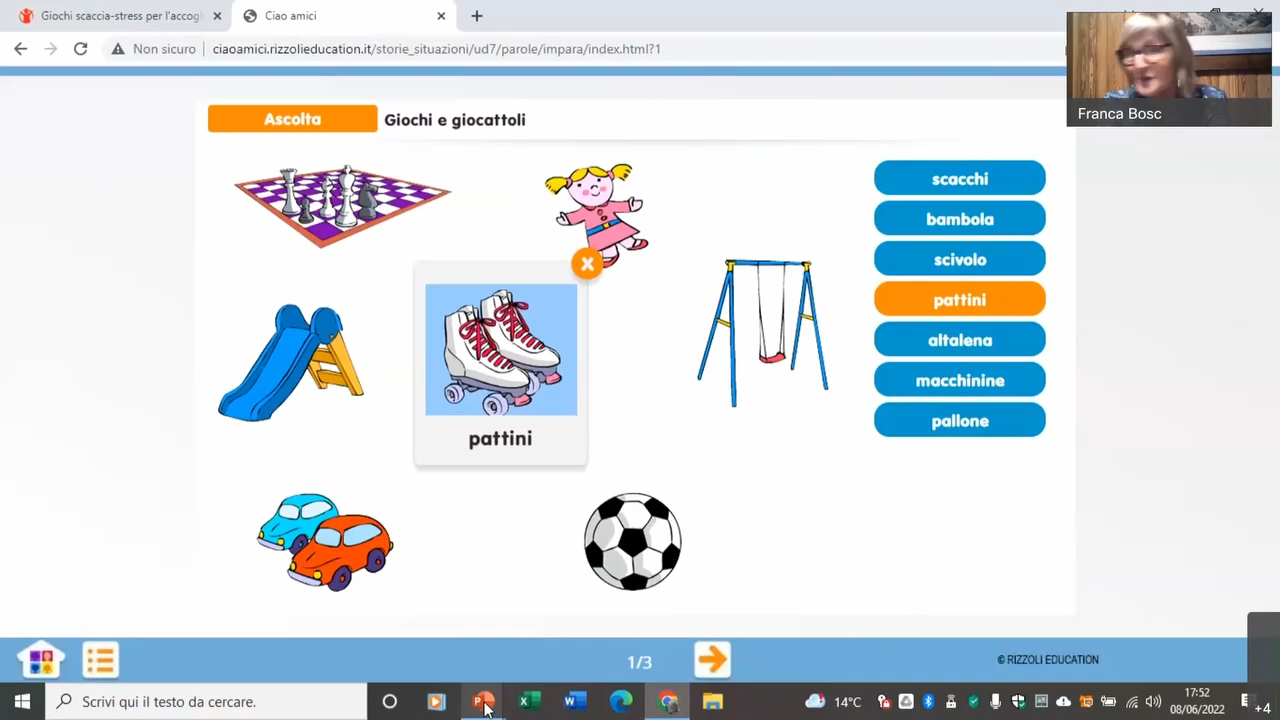 Giochi scaccia-stress per l'accogl
Ciao amici
Non sicuro
ciaoamici.rizzolieducation.it/storie_situazioni/ud7/parole/impara/index.html?1
Franca Bosc
Ascolta
Giochi e giocattoli
scacchi
bambola
scivolo
pattini
altalena
macchinine
pallone
X
pattini
1/3
© RIZZOLI EDUCATION
Scrivi qui il testo da cercare.
14°C
17:52
08/06/2022
+4